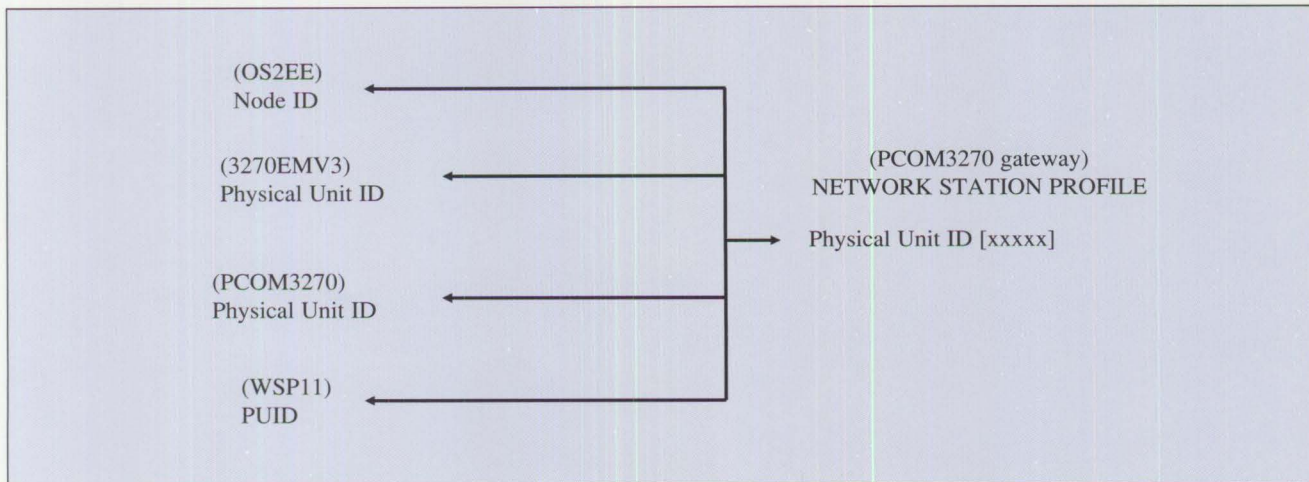 (OS2EE)
Node ID
(3270EMV3)
Physical Unit ID
(PCOM3270)
Physical Unit ID
(WSP11)
PUID
(PCOM3270 gateway)
NETWORK STATION PROFILE
Physical Unit ID [xxxxx]